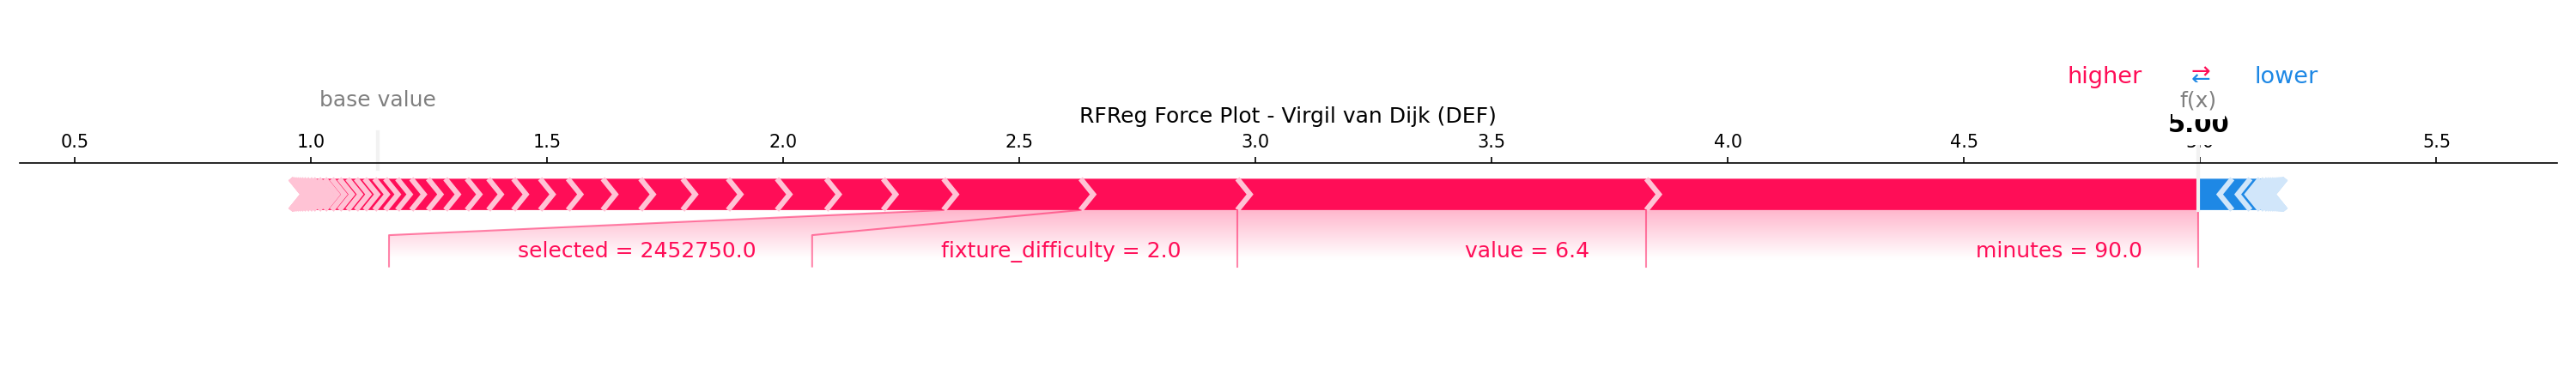 higher ⇄ lower
base value
f(x)
RFReg Force Plot - Virgil van Dijk (DEF)
5.00
0.5 1.0 1.5 2.0 2.5 3.0 3.5 4.0 4.5 5.0 5.5
selected = 2452750.0 fixture_difficulty = 2.0 value = 6.4 minutes = 90.0